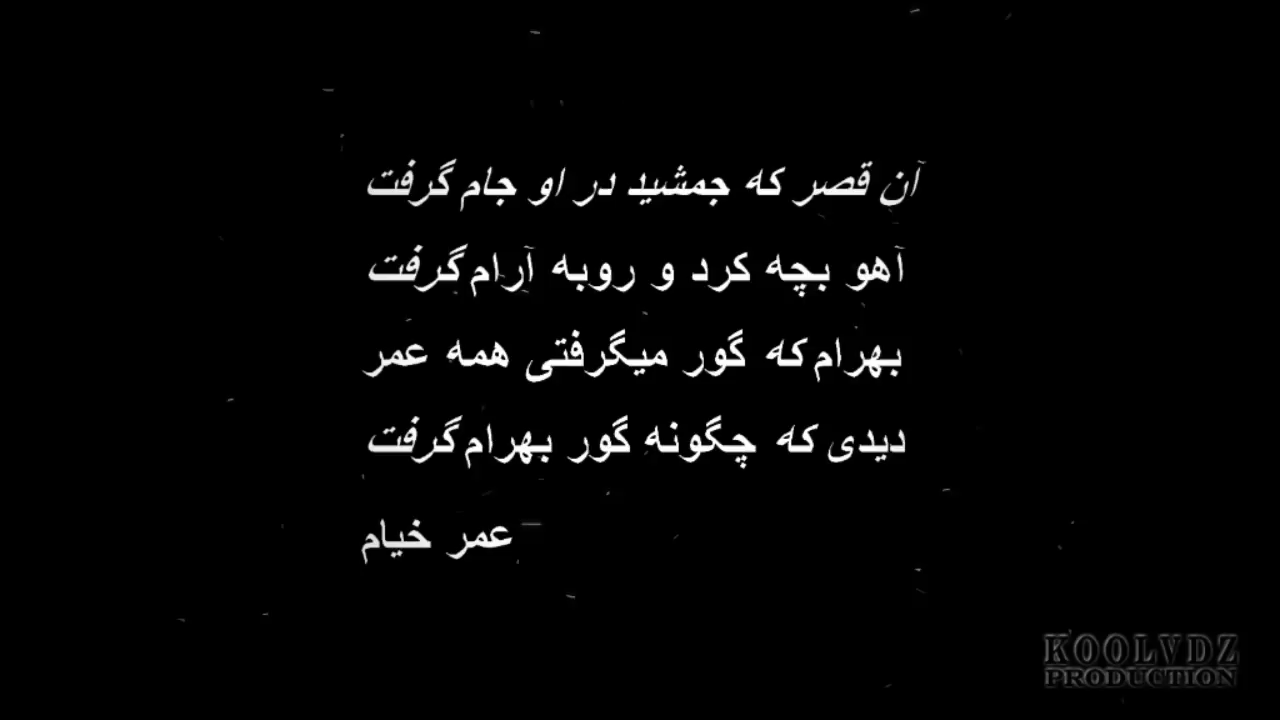 آن قصر که جمشید در او جام گرفت
آهو بچه کرد و روبه آرام گرفت
بهرام که گور میگرفتی همه عمر
دیدی که چگونه گور بهرام گرفت
عمر خیام
KOOLVDZ
PRODUCTION